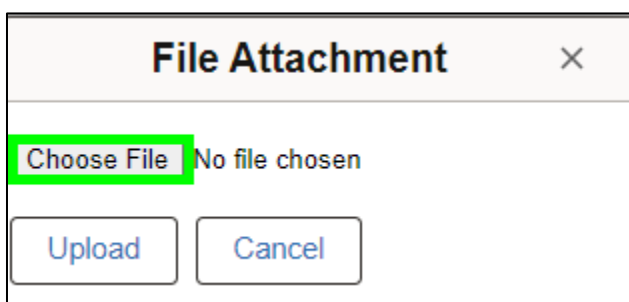 File Attachment ×
Choose File No file chosen
Upload Cancel